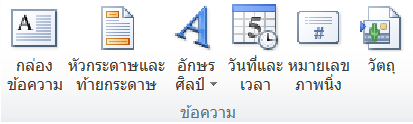 กล่อง
ข้อความ
หัวกระดาษและ
ท้ายกระดาษ
อักษร
ศิลป์
วันที่และ
เวลา
หมายเลข
ภาพนิ่ง
วัตถุ
ข้อความ